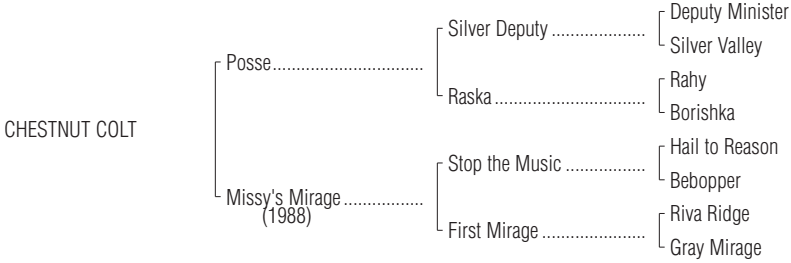 Deputy Minister
Silver Deputy ....................
Silver Valley
Posse................................
Rahy
Raska ................................
Borishka
CHESTNUT COLT
Hail to Reason
Stop the Music .................
Bebopper
Missy's Mirage .................
(1988)
Riva Ridge
First Mirage ......................
Gray Mirage